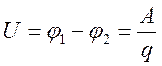 U = φ₁ − φ₂ = A/q